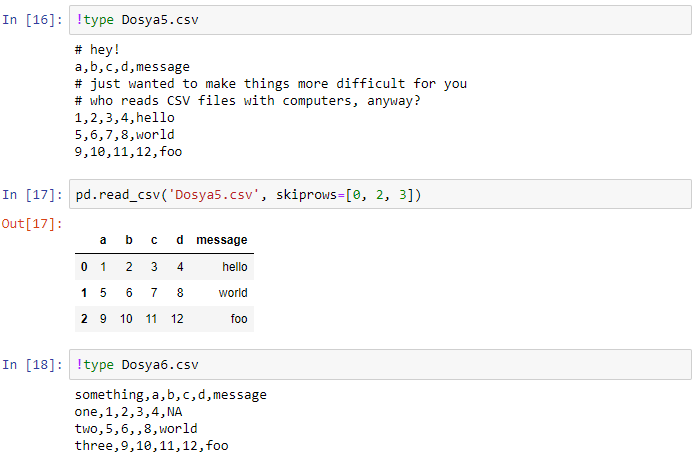 In [16]: !type Dosya5.csv
# hey!
a,b,c,d,message
# just wanted to make things more difficult for you
# who reads CSV files with computers, anyway?
1,2,3,4,hello
5,6,7,8,world
9,10,11,12,foo
In [17]: pd.read_csv('Dosya5.csv', skiprows=[0, 2, 3])
Out[17]:
a b c d message
0 1 2 3 4 hello
1 5 6 7 8 world
2 9 10 11 12 foo
In [18]: !type Dosya6.csv
something,a,b,c,d,message
one,1,2,3,4,NA
two,5,6,,8,world
three,9,10,11,12,foo